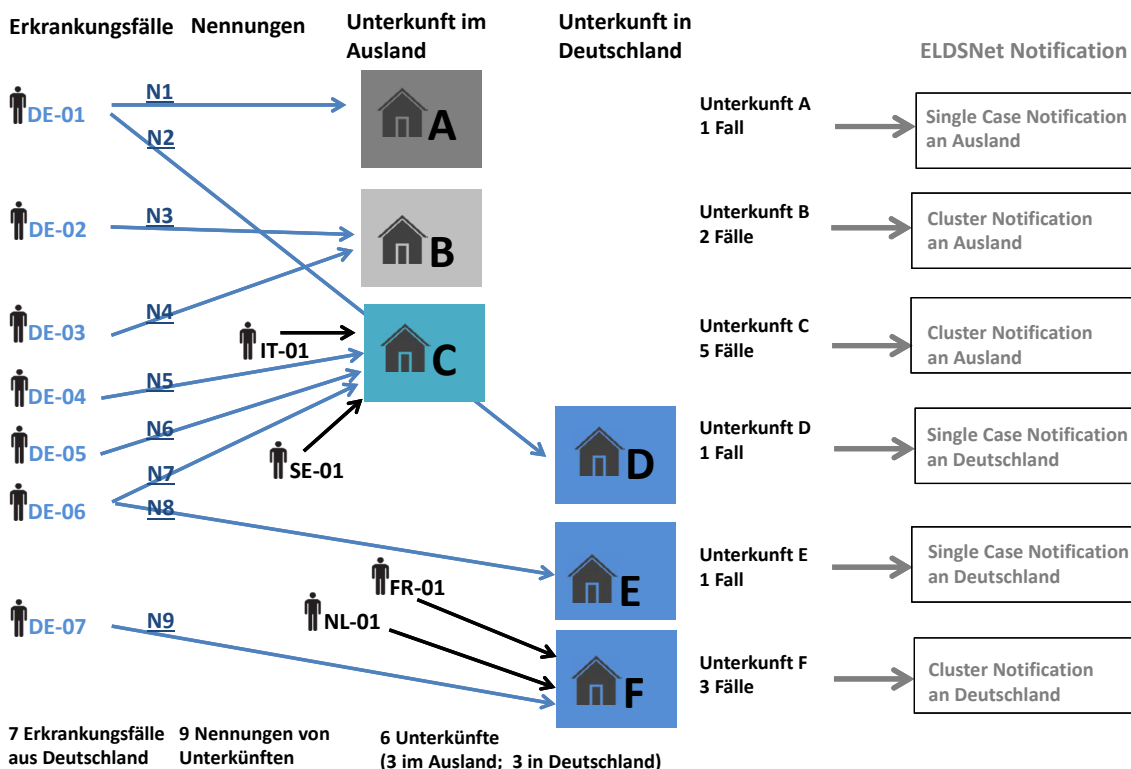 Erkrankungsfälle
Nennungen
Unterkunft im
Ausland
Unterkunft in
Deutschland
ELDSNet Notification
DE-01
N1
N2
A
Unterkunft A
1 Fall
Single Case Notification
an Ausland
DE-02
N3
B
Unterkunft B
2 Fälle
Cluster Notification
an Ausland
DE-03
N4
IT-01
C
Unterkunft C
5 Fälle
Cluster Notification
an Ausland
DE-04
N5
DE-05
N6
SE-01
D
Unterkunft D
1 Fall
Single Case Notification
an Deutschland
DE-06
N7
N8
E
Unterkunft E
1 Fall
Single Case Notification
an Deutschland
FR-01
NL-01
DE-07
N9
F
Unterkunft F
3 Fälle
Cluster Notification
an Deutschland
7 Erkrankungsfälle
aus Deutschland
9 Nennungen von
Unterkünften
6 Unterkünfte
(3 im Ausland; 3 in Deutschland)